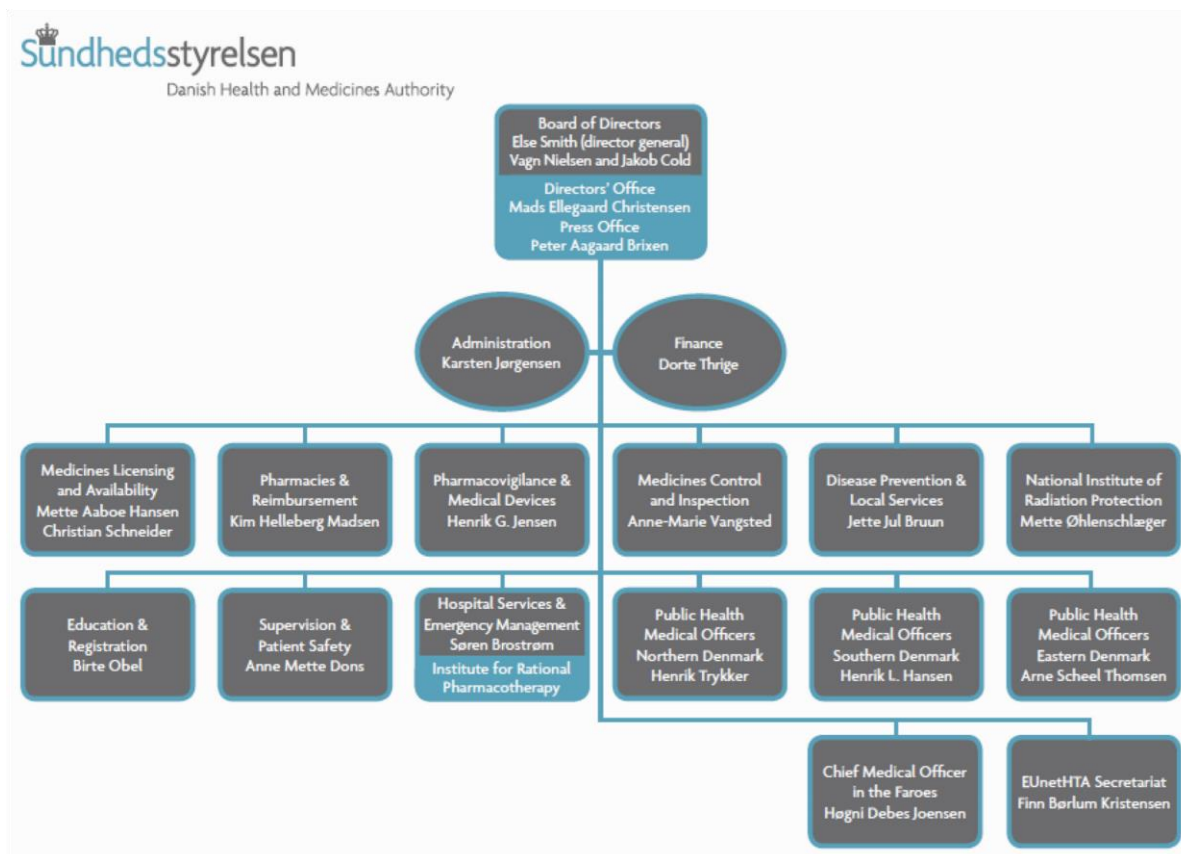 Sundhedsstyrelsen
Danish Health and Medicines Authority
Board of Directors
Else Smith (director general)
Vagn Nielsen and Jakob Cold
Directors' Office
Mads Ellegaard Christensen
Press Office
Peter Aagaard Brixen
Administration
Karsten Jørgensen
Finance
Dorte Thrige
Medicines Licensing
and Availability
Mette Aaboe Hansen
Christian Schneider
Pharmacies &
Reimbursement
Kim Helleberg Madsen
Pharmacovigilance &
Medical Devices
Henrik G. Jensen
Medicines Control
and Inspection
Anne-Marie Vangsted
Disease Prevention &
Local Services
Jette Jul Bruun
National Institute of
Radiation Protection
Mette Øhlenschlæger
Education &
Registration
Birte Obel
Supervision &
Patient Safety
Anne Mette Dons
Hospital Services &
Emergency Management
Søren Brostrøm
Institute for Rational
Pharmacotherapy
Public Health
Medical Officers
Northern Denmark
Henrik Trykker
Public Health
Medical Officers
Southern Denmark
Henrik L. Hansen
Public Health
Medical Officers
Eastern Denmark
Arne Scheel Thomsen
Chief Medical Officer
in the Faroes
Høgni Debes Joensen
EUnetHTA Secretariat
Finn Børlum Kristensen